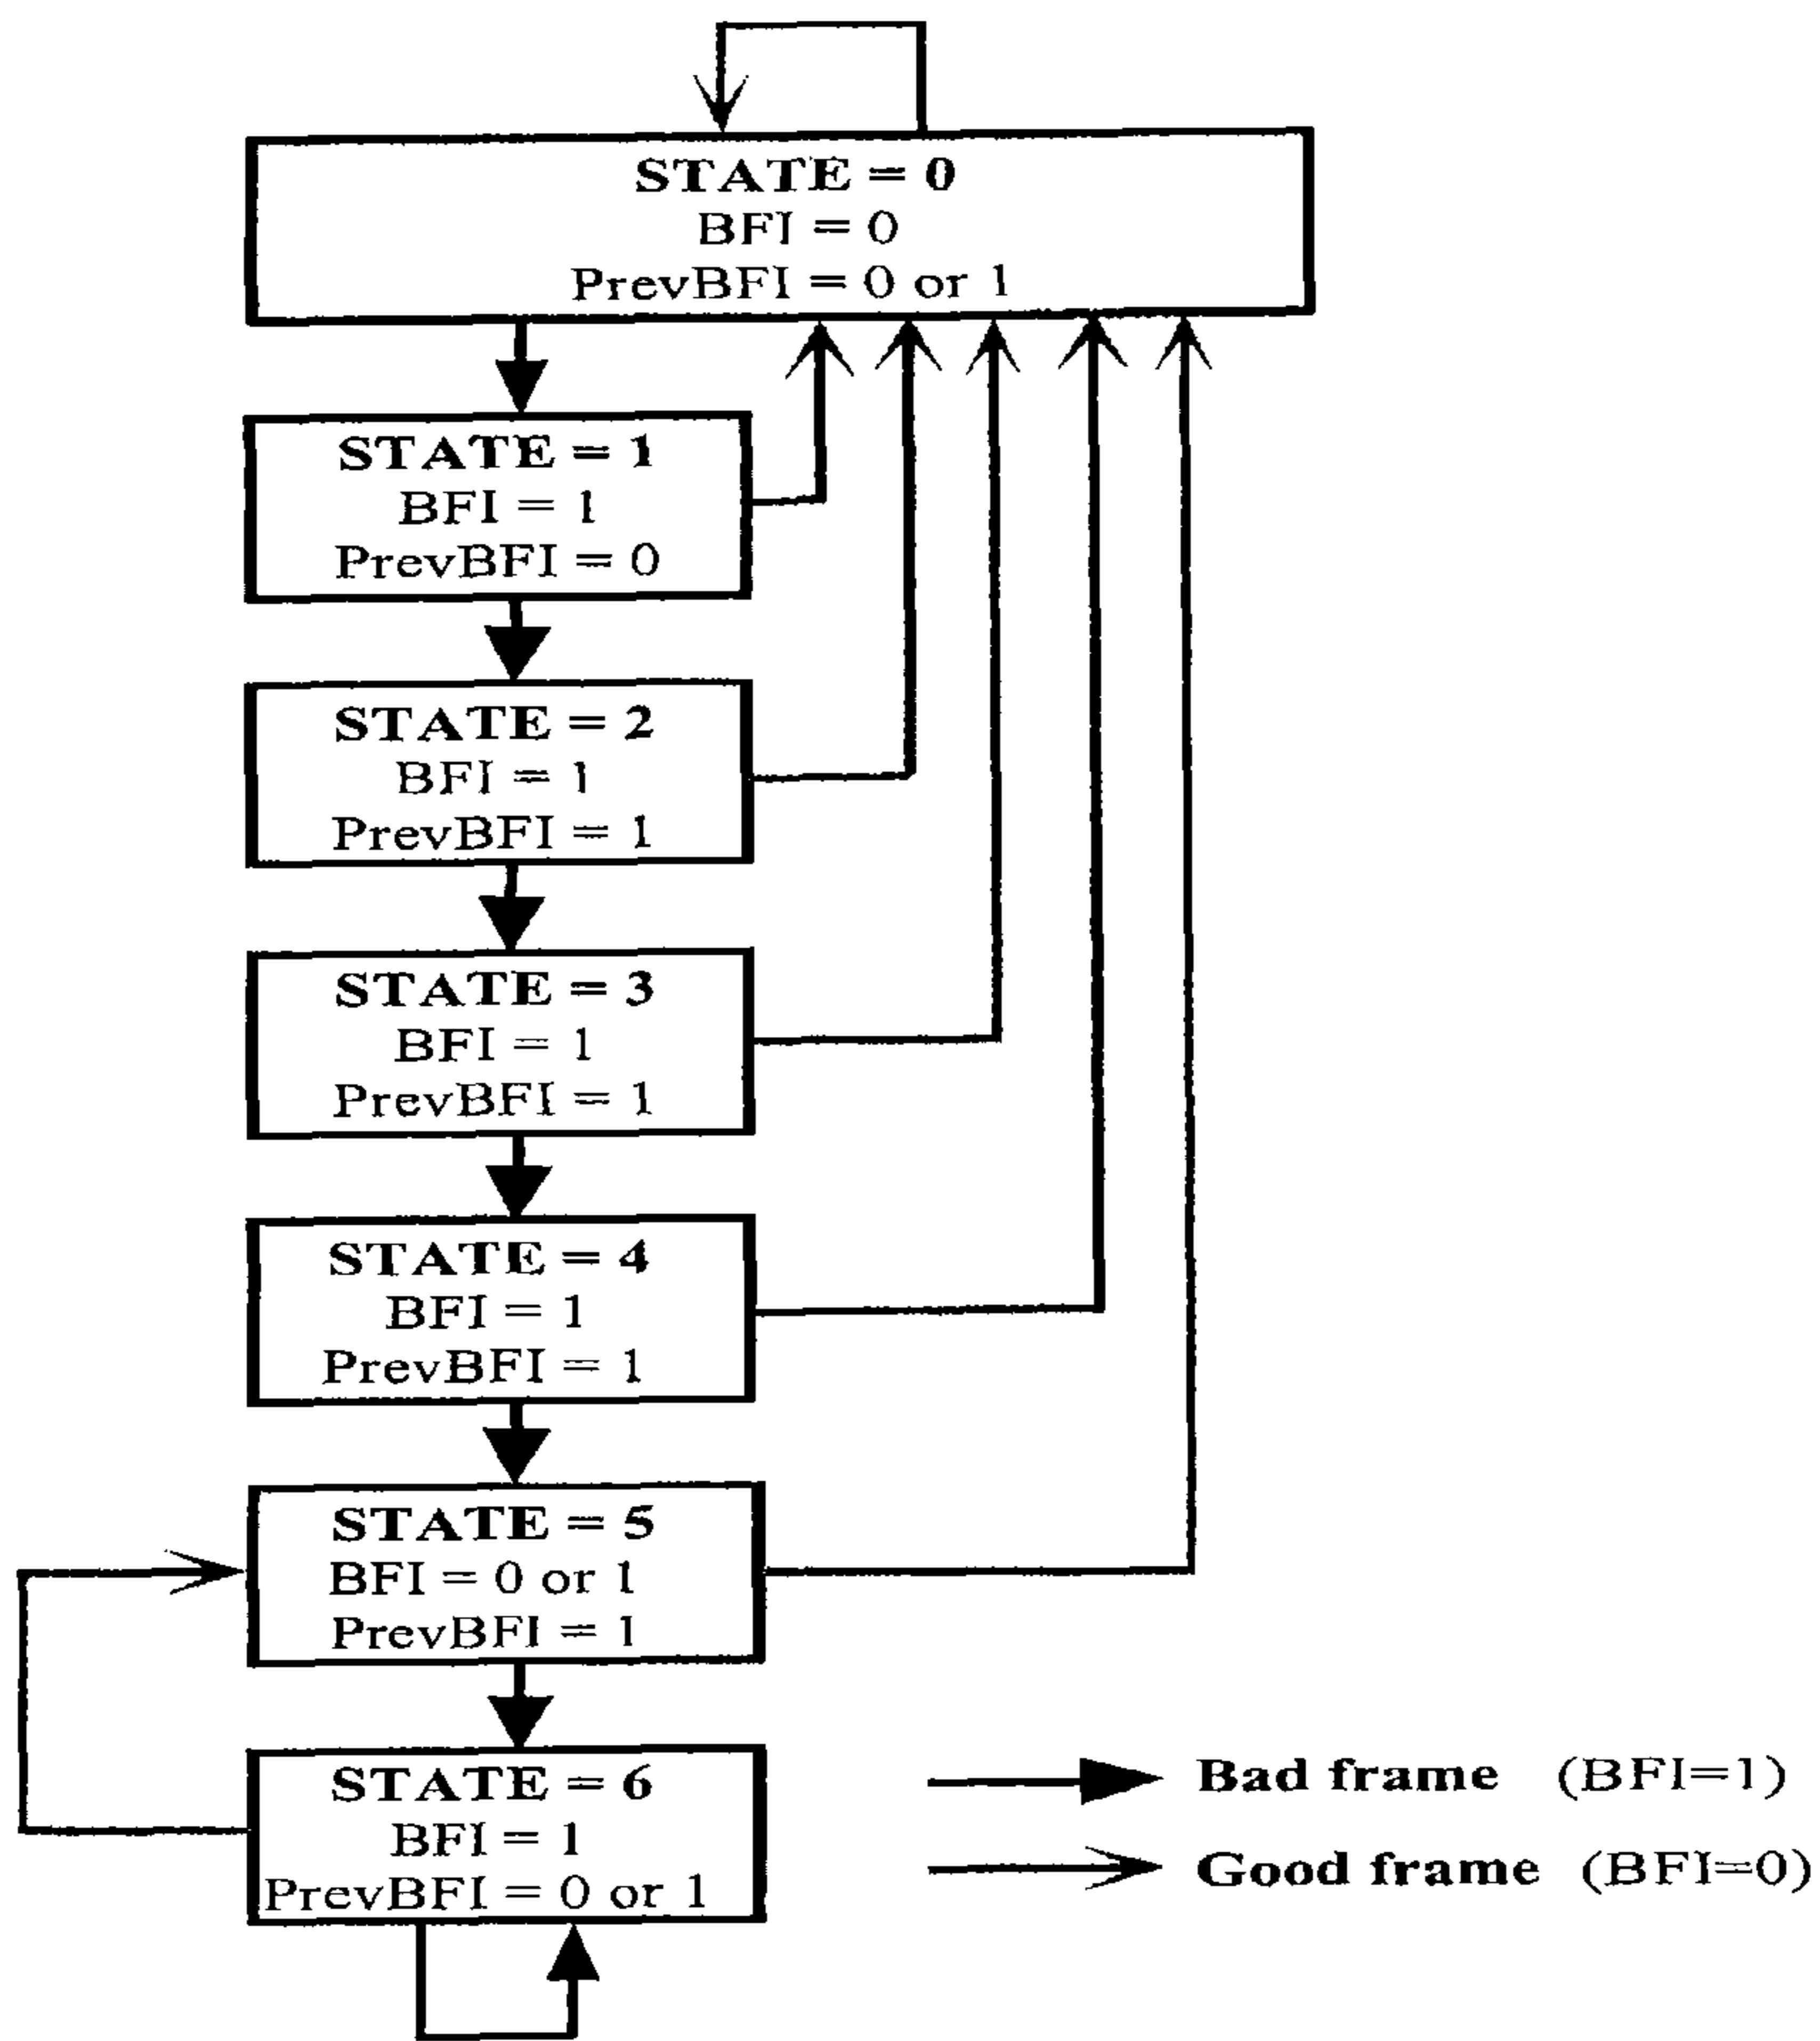 STATE = 0
BFI = 0
PrevBFI = 0 or 1
STATE = 1
BFI = 1
PrevBFI = 0
STATE = 2
BFI = 1
PrevBFI = 1
STATE = 3
BFI = 1
PrevBFI = 1
STATE = 4
BFI = 1
PrevBFI = 1
STATE = 5
BFI = 0 or 1
PrevBFI = 1
STATE = 6
BFI = 1
PrevBFI = 0 or 1
Bad frame (BFI=1)
Good frame (BFI=0)